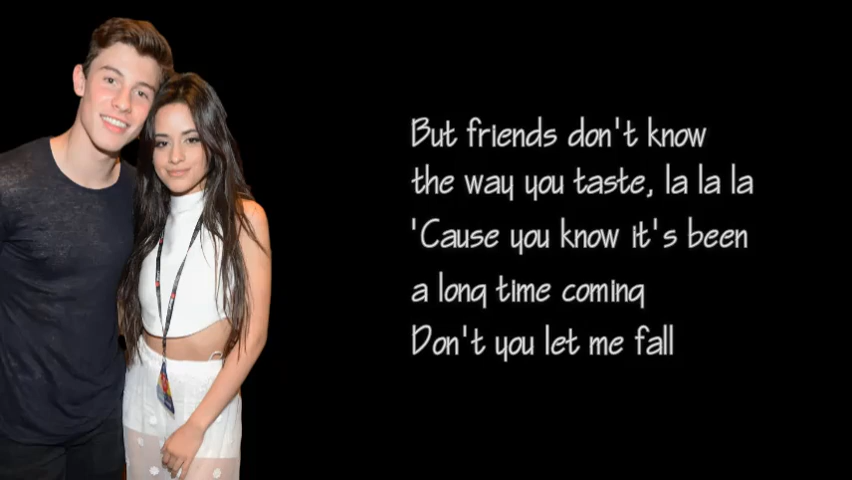 But friends don't know
the way you taste, la la la
'Cause you know it's been
a long time coming
Don't you let me fall